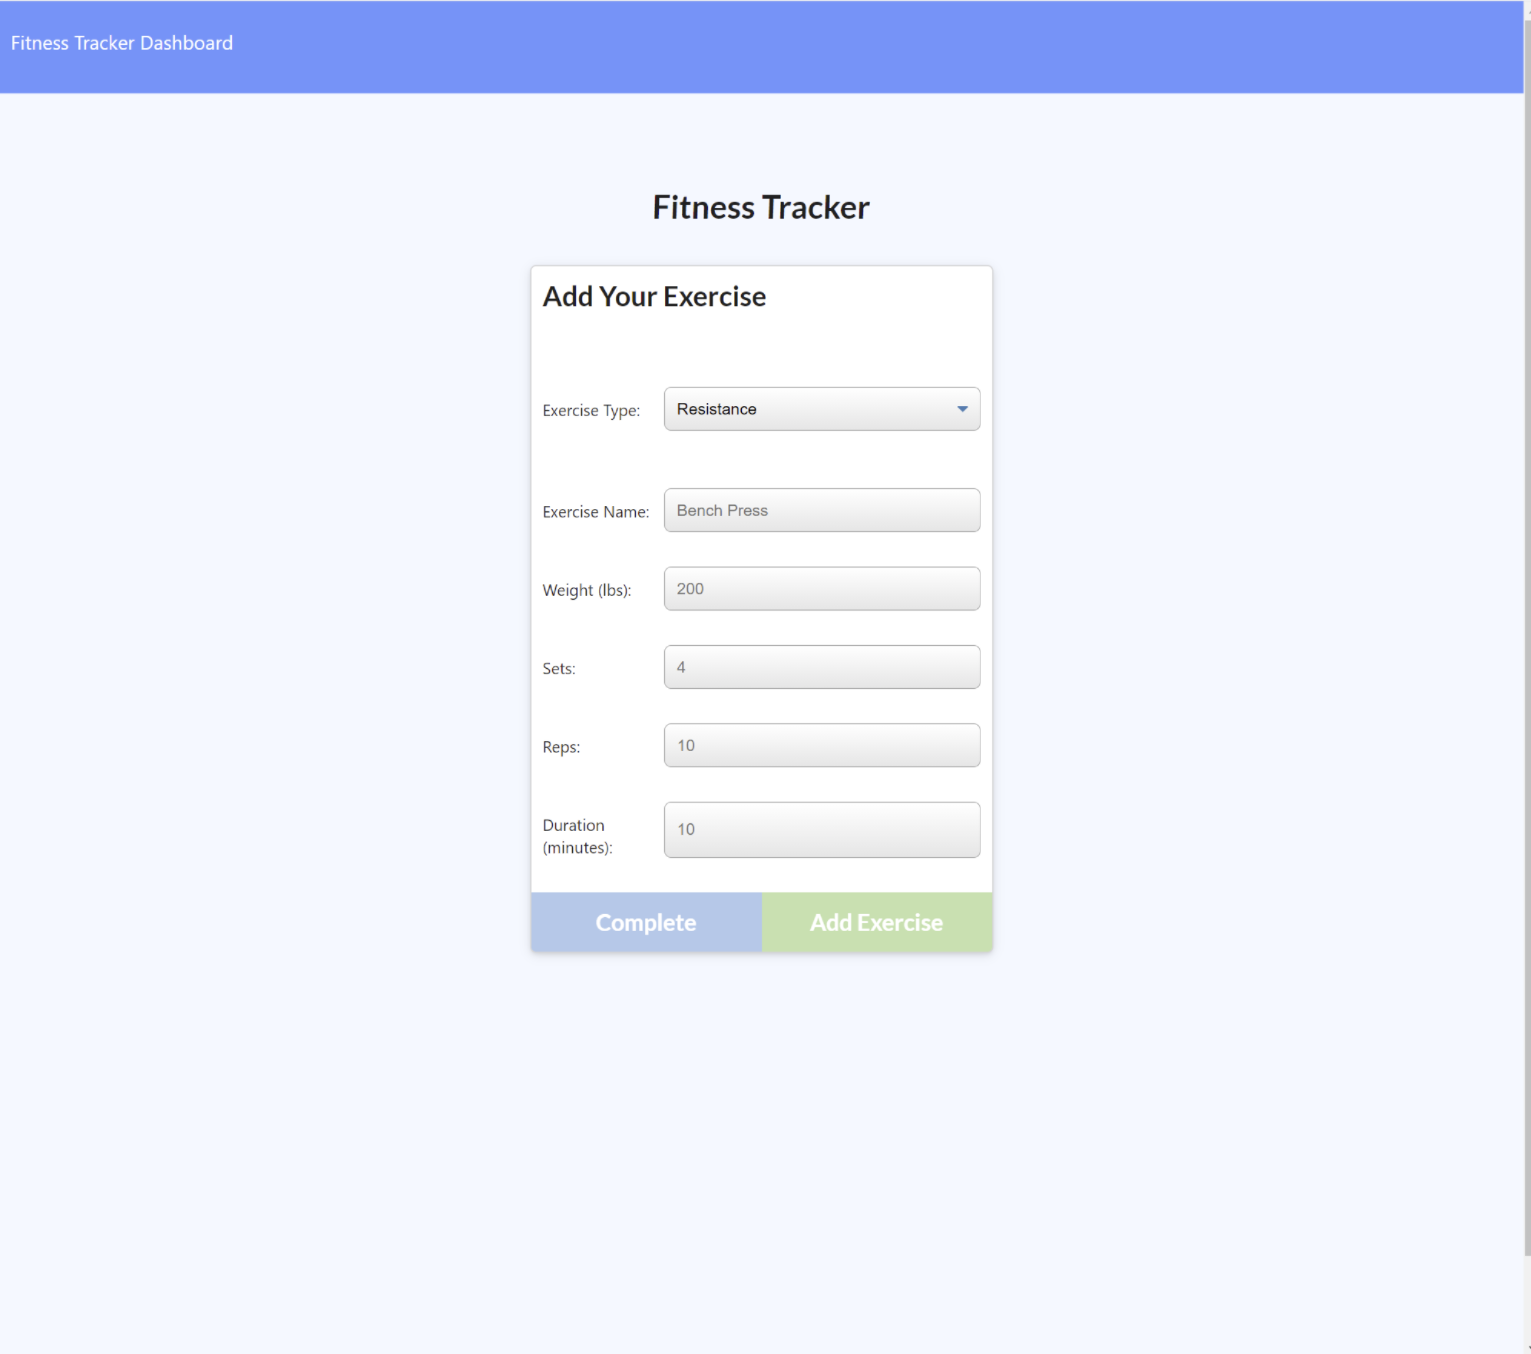 Fitness Tracker Dashboard
Fitness Tracker
Add Your Exercise
Exercise Type: Resistance
Exercise Name: Bench Press
Weight (lbs): 200
Sets: 4
Reps: 10
Duration (minutes): 10
Complete Add Exercise